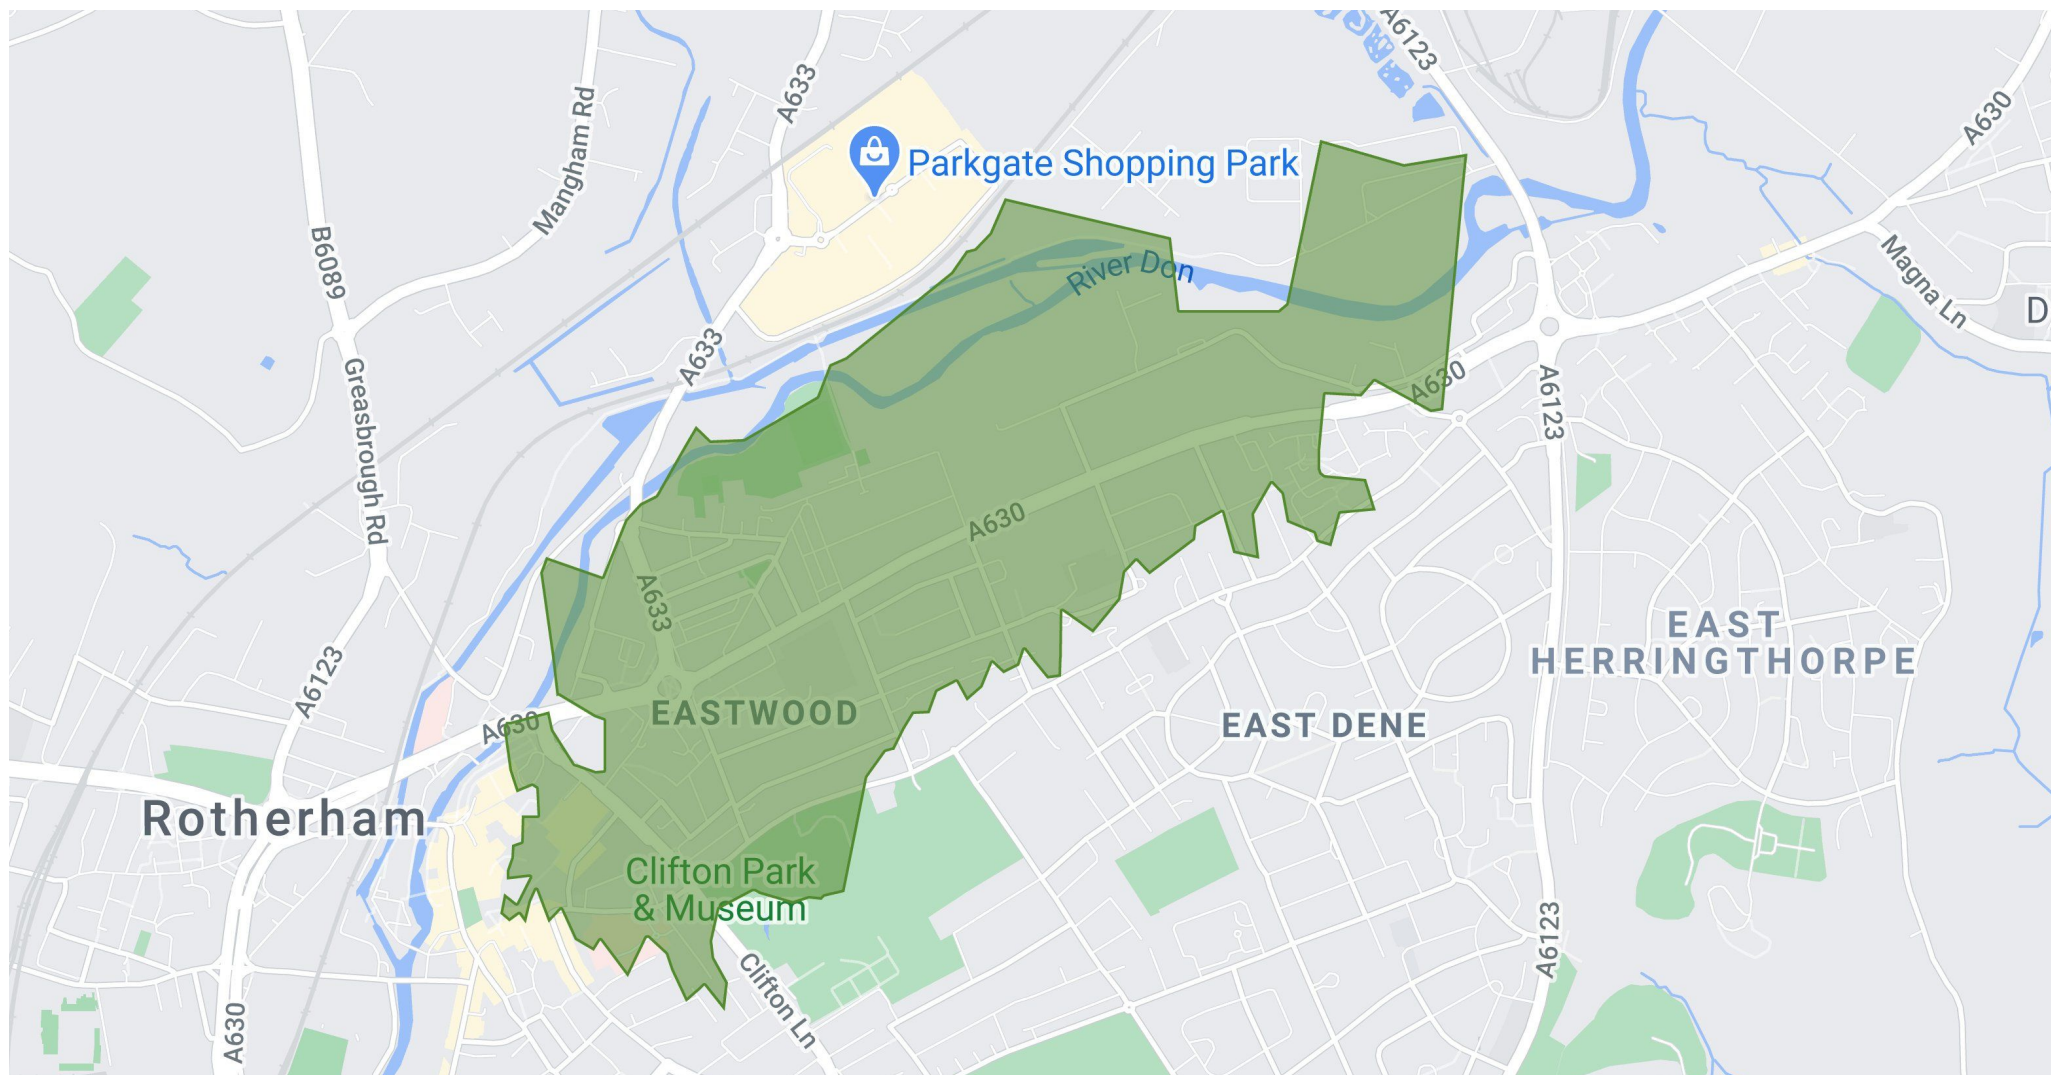 A6123
A633
Mangham Rd
A630
Parkgate Shopping Park
B6089
River Don
Magna Ln
D
A633
Greasbrough Rd
A630
A6123
A630
A633
EAST
HERRINGTHORPE
A6123
EASTWOOD
EAST DENE
A630
Rotherham
Clifton Park
& Museum
A6123
Clifton Ln
A630